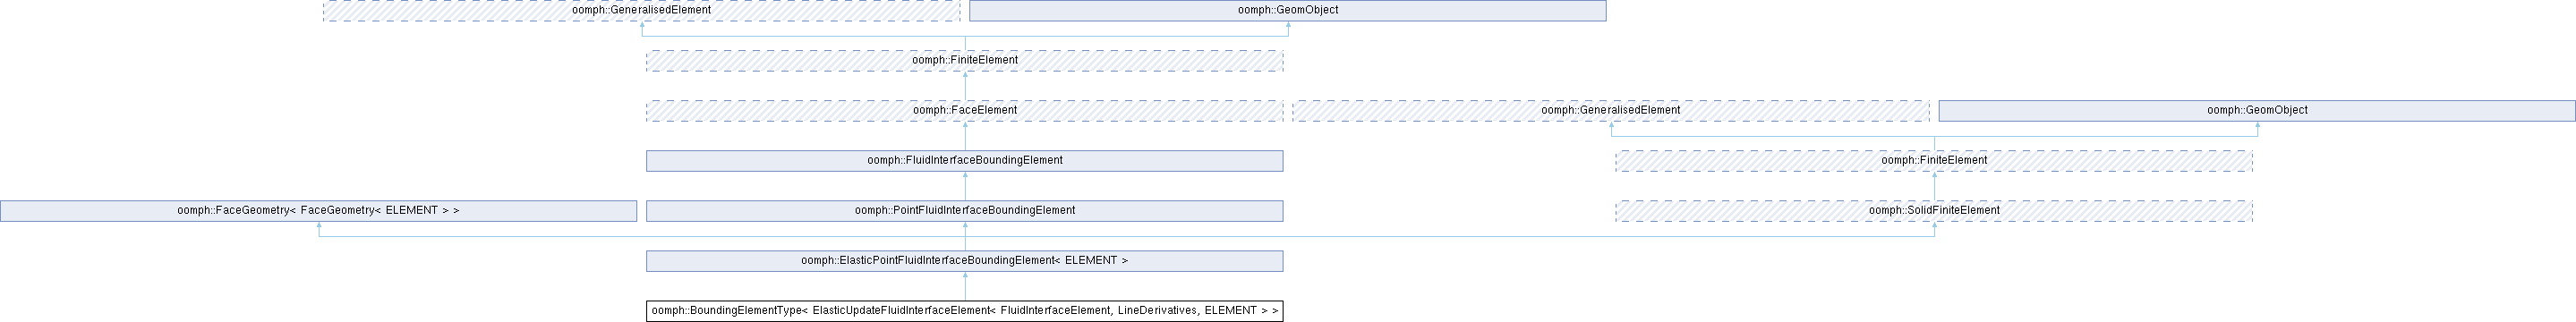 oomph::GeneralisedElement
oomph::GeomObject
oomph::FiniteElement
oomph::FaceElement
oomph::GeneralisedElement
oomph::GeomObject
oomph::FluidInterfaceBoundingElement
oomph::FiniteElement
oomph::FaceGeometry< FaceGeometry< ELEMENT > >
oomph::PointFluidInterfaceBoundingElement
oomph::SolidFiniteElement
oomph::ElasticPointFluidInterfaceBoundingElement< ELEMENT >
oomph::BoundingElementType< ElasticUpdateFluidInterfaceElement< FluidInterfaceElement, LineDerivatives, ELEMENT > >